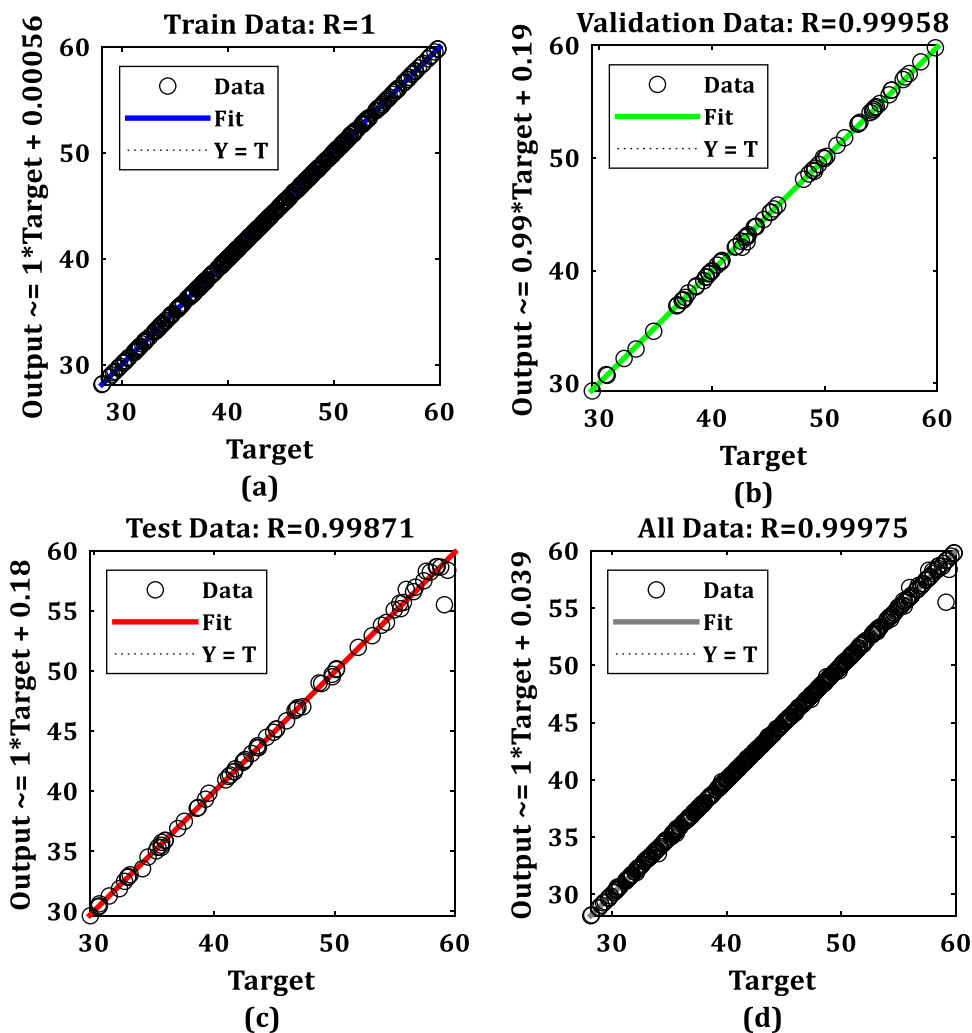 Train Data: R=1
Output ~= 1*Target + 0.00056
60
50
40
30
Data
Fit
Y = T
30 40 50 60
Target
(a)
Validation Data: R=0.99958
Output ~= 0.99*Target + 0.19
60
50
40
30
Data
Fit
Y = T
30 40 50 60
Target
(b)
Test Data: R=0.99871
Output ~= 1*Target + 0.18
60
55
50
45
40
35
30
Data
Fit
Y = T
30 40 50 60
Target
(c)
All Data: R=0.99975
Output ~= 1*Target + 0.039
60
55
50
45
40
35
30
Data
Fit
Y = T
30 40 50 60
Target
(d)